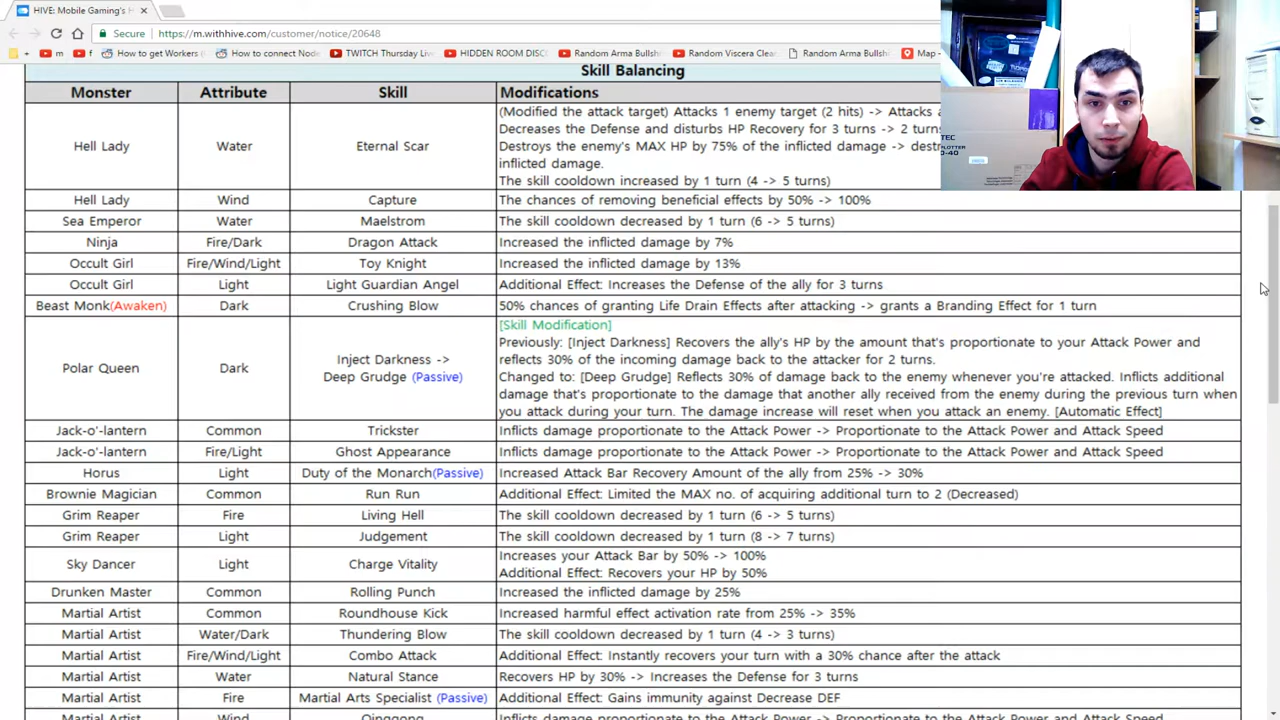 HIVE: Mobile Gaming's H
Secure | https://m.withhive.com/customer/notice/20648
m f How to get Workers ( How to connect Noni TWITCH Thursday Live HIDDEN ROOM DISC Random Arma Bullshi Random Viscera Clea Random Arma Bullshi Map -
Skill Balancing
Monster Attribute Skill Modifications
Hell Lady Water Eternal Scar
(Modified the attack target) Attacks 1 enemy target (2 hits) -> Attacks a
Decreases the Defense and disturbs HP Recovery for 3 turns -> 2 turn
Destroys the enemy's MAX HP by 75% of the inflicted damage -> dest
inflicted damage.
The skill cooldown increased by 1 turn (4 -> 5 turns)
Hell Lady Wind Capture The chances of removing beneficial effects by 50% -> 100%
Sea Emperor Water Maelstrom The skill cooldown decreased by 1 turn (6 -> 5 turns)
Ninja Fire/Dark Dragon Attack Increased the inflicted damage by 7%
Occult Girl Fire/Wind/Light Toy Knight Increased the inflicted damage by 13%
Occult Girl Light Light Guardian Angel Additional Effect: Increases the Defense of the ally for 3 turns
Beast Monk(Awaken) Dark Crushing Blow 50% chances of granting Life Drain Effects after attacking -> grants a Branding Effect for 1 turn
Polar Queen Dark Inject Darkness ->
Deep Grudge (Passive)
[Skill Modification]
Previously: [Inject Darkness] Recovers the ally's HP by the amount that's proportionate to your Attack Power and
reflects 30% of the incoming damage back to the attacker for 2 turns.
Changed to: [Deep Grudge] Reflects 30% of damage back to the enemy whenever you're attacked. Inflicts additional
damage that's proportionate to the damage that another ally received from the enemy during the previous turn when
you attack during your turn. The damage increase will reset when you attack an enemy. [Automatic Effect]
Jack-o'-lantern Common Trickster Inflicts damage proportionate to the Attack Power -> Proportionate to the Attack Power and Attack Speed
Jack-o'-lantern Fire/Light Ghost Appearance Inflicts damage proportionate to the Attack Power -> Proportionate to the Attack Power and Attack Speed
Horus Light Duty of the Monarch(Passive) Increased Attack Bar Recovery Amount of the ally from 25% -> 30%
Brownie Magician Common Run Run Additional Effect: Limited the MAX no. of acquiring additional turn to 2 (Decreased)
Grim Reaper Fire Living Hell The skill cooldown decreased by 1 turn (6 -> 5 turns)
Grim Reaper Light Judgement The skill cooldown decreased by 1 turn (8 -> 7 turns)
Sky Dancer Light Charge Vitality Increases your Attack Bar by 50% -> 100%
Additional Effect: Recovers your HP by 50%
Drunken Master Common Rolling Punch Increased the inflicted damage by 25%
Martial Artist Common Roundhouse Kick Increased harmful effect activation rate from 25% -> 35%
Martial Artist Water/Dark Thundering Blow The skill cooldown decreased by 1 turn (4 -> 3 turns)
Martial Artist Fire/Wind/Light Combo Attack Additional Effect: Instantly recovers your turn with a 30% chance after the attack
Martial Artist Water Natural Stance Recovers HP by 30% -> Increases the Defense for 3 turns
Martial Artist Fire Martial Arts Specialist (Passive) Additional Effect: Gains immunity against Decrease DEF
Martial Artist Wind Qinggong Inflicts damage proportionate to the Attack Power -> Proportionate to the Attack Power and Attack Speed